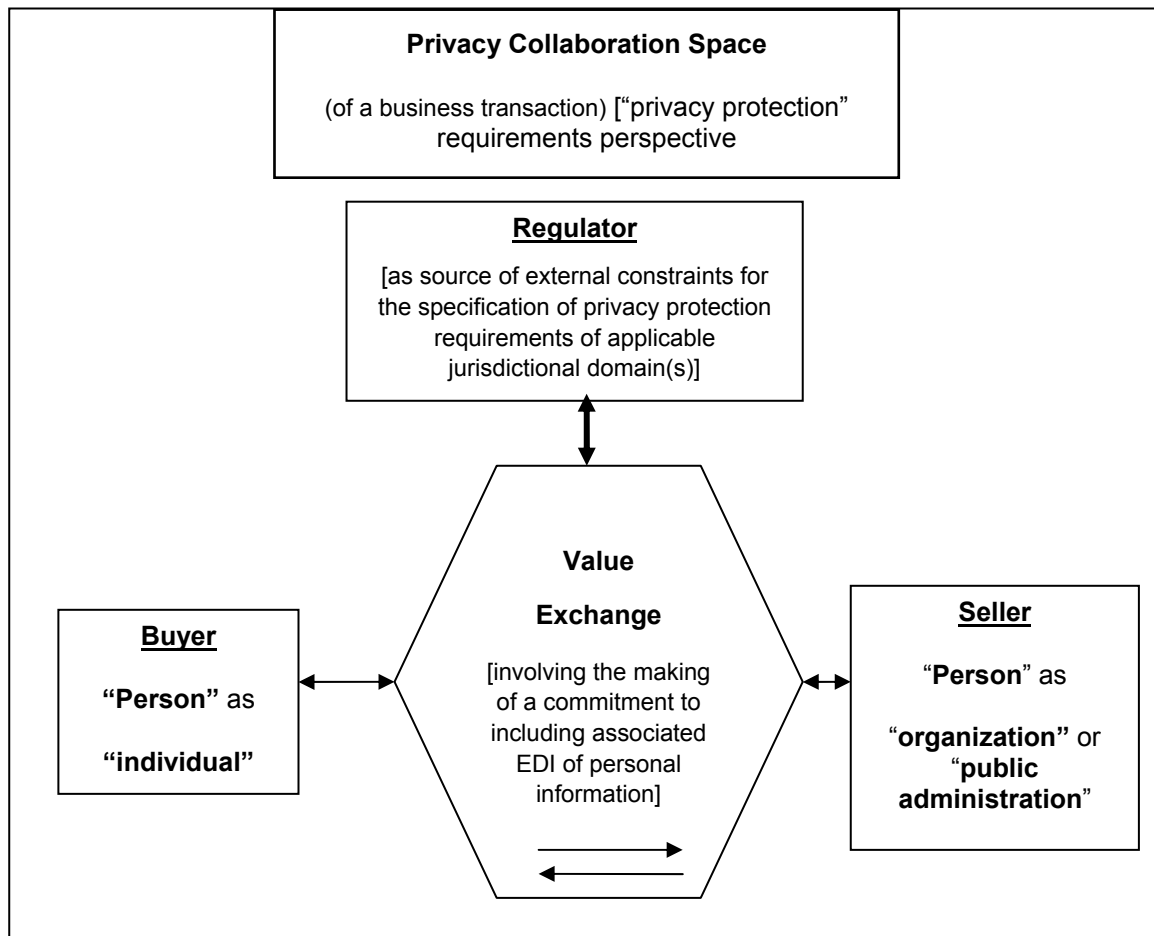 Privacy Collaboration Space
(of a business transaction) [“privacy protection”
requirements perspective
Regulator
[as source of external constraints for
the specification of privacy protection
requirements of applicable
jurisdictional domain(s)]
Value
Exchange
[involving the making
of a commitment to
including associated
EDI of personal
information]
Buyer
“Person” as
“individual”
Seller
“Person” as
“organization” or
“public
administration”